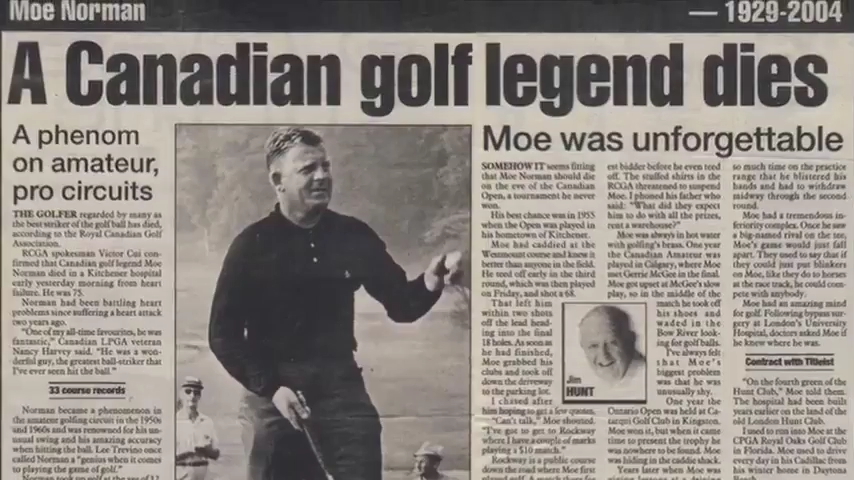 Moe Norman
— 1929-2004
A Canadian golf legend dies
A phenom
on amateur,
pro circuits
THE GOLFER regarded by many as
the best striker of the golf ball has died,
according to the Royal Canadian Golf
Association.
RCGA spokesman Victor Cui con-
firmed that Canadian golf legend Moe
Norman died in a Kitchener hospital
early yesterday morning from heart
failure. He was 75.
Norman had been battling heart
problems since suffering a heart attack
two years ago.
"One of my all-time favourites, he was
fantastic," Canadian LPGA veteran
Nancy Harvey said. "He was a won-
derful guy, the greatest ball-striker that
I've ever seen hit the ball."
33 course records
Norman became a phenomenon in
the amateur golfing circuit in the 1950s
and 1960s and was renowned for his un-
usual swing and his amazing accuracy
when hitting the ball. Lee Trevino once
called Norman a "genius when it comes
to playing the game of golf."
Norman took up golf at the age of 12
Moe was unforgettable
SOMEHOW IT seems fitting
that Moe Norman should die
on the eve of the Canadian
Open, a tournament he never
won.
His best chance was in 1955
when the Open was played in
his hometown of Kitchener.
Moe had caddied at the
Westmount course and knew it
better than anyone in the field.
He teed off early in the third
round, which was then played
on Friday, and shot a 68.
That left him
within two shots
off the lead head-
ing into the final
18 holes. As soon as
he had finished,
Moe grabbed his
clubs and took off
down the driveway
to the parking lot.
I chased after
him hoping to get a few quotes.
"Can't talk," Moe shouted.
"I've got to get to Rockway
where I have a couple of marks
playing a $10 match."
Rockway is a public course
down the road where Moe first
est bidder before he even teed
off. The stuffed shirts in the
RCGA threatened to suspend
Moe. I phoned his father who
said: "What did they expect
him to do with all the prizes,
rent a warehouse?"
Moe was always in hot water
with golfing's brass. One year
the Canadian Amateur was
played in Calgary, where Moe
met Gerrie McGee in the final.
Moe got upset at McGee's slow
play, so in the middle of the
match he took off
his shoes and
waded in the
Bow River look-
ing for golf balls.
I've always felt
that Moe's
biggest problem
was that he was
unusually shy.
One year the
Ontario Open was held at Ca-
taraqui Golf Club in Kingston.
Moe won it, but when it came
time to present the trophy he
was nowhere to be found. Moe
was hiding in the caddie shack.
Years later when Moe was
Jim
HUNT
so much time on the practice
range that he blistered his
hands and had to withdraw
midway through the second
round.
Moe had a tremendous in-
feriority complex. Once he saw
a big-named rival on the tee,
Moe's game would just fall
apart. They used to say that if
they could just put blinkers
on Moe, like they do to horses
at the race track, he could com-
pete with anybody.
Moe had an amazing mind
for golf. Following bypass sur-
gery at London's University
Hospital, doctors asked Moe if
he knew where he was.
Contract with Titleist
"On the fourth green of the
Hunt Club," Moe told them.
The hospital had been built
years earlier on the land of the
old London Hunt Club.
I used to run into Moe at the
CPGA Royal Oaks Golf Club
in Florida. Moe used to drive
every day in his Cadillac from
his winter home in Daytona